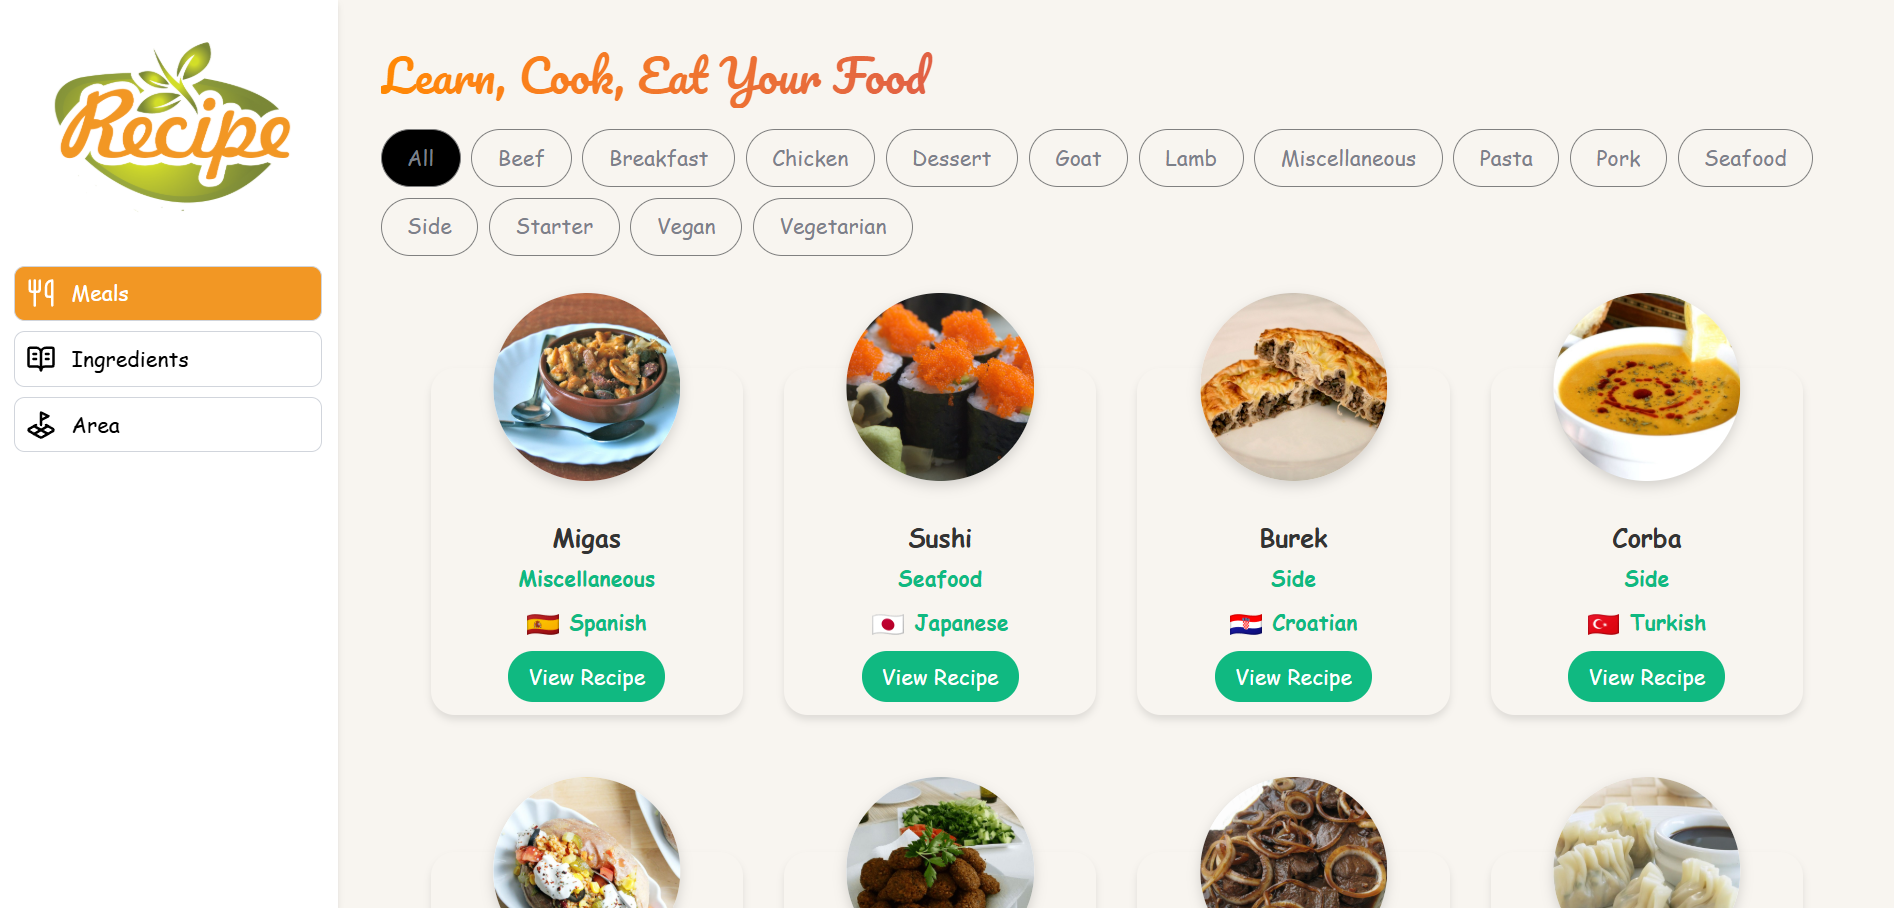 Recipe
Meals
Ingredients
Area
Learn, Cook, Eat Your Food
All Beef Breakfast Chicken Dessert Goat Lamb Miscellaneous Pasta Pork Seafood
Side Starter Vegan Vegetarian
Migas
Miscellaneous
Spanish
View Recipe
Sushi
Seafood
Japanese
View Recipe
Burek
Side
Croatian
View Recipe
Corba
Side
Turkish
View Recipe